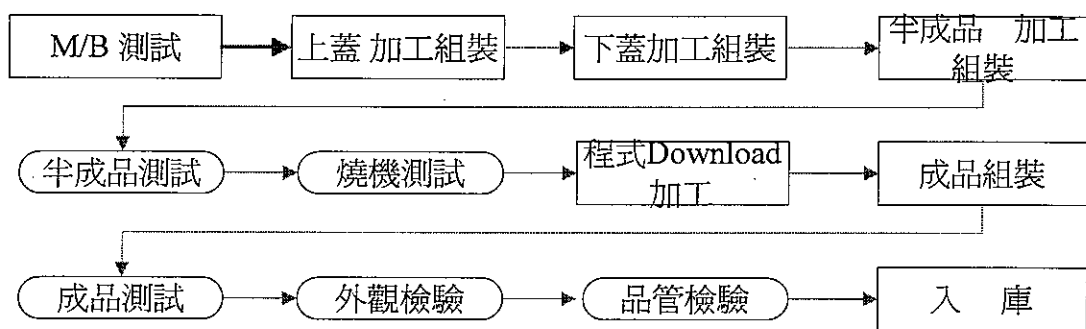 M/B 測試
上蓋 加工組裝
下蓋加工組裝
半成品 加工
組裝
半成品測試
燒機測試
程式Download
加工
成品組裝
成品測試
外觀檢驗
品管檢驗
入 庫